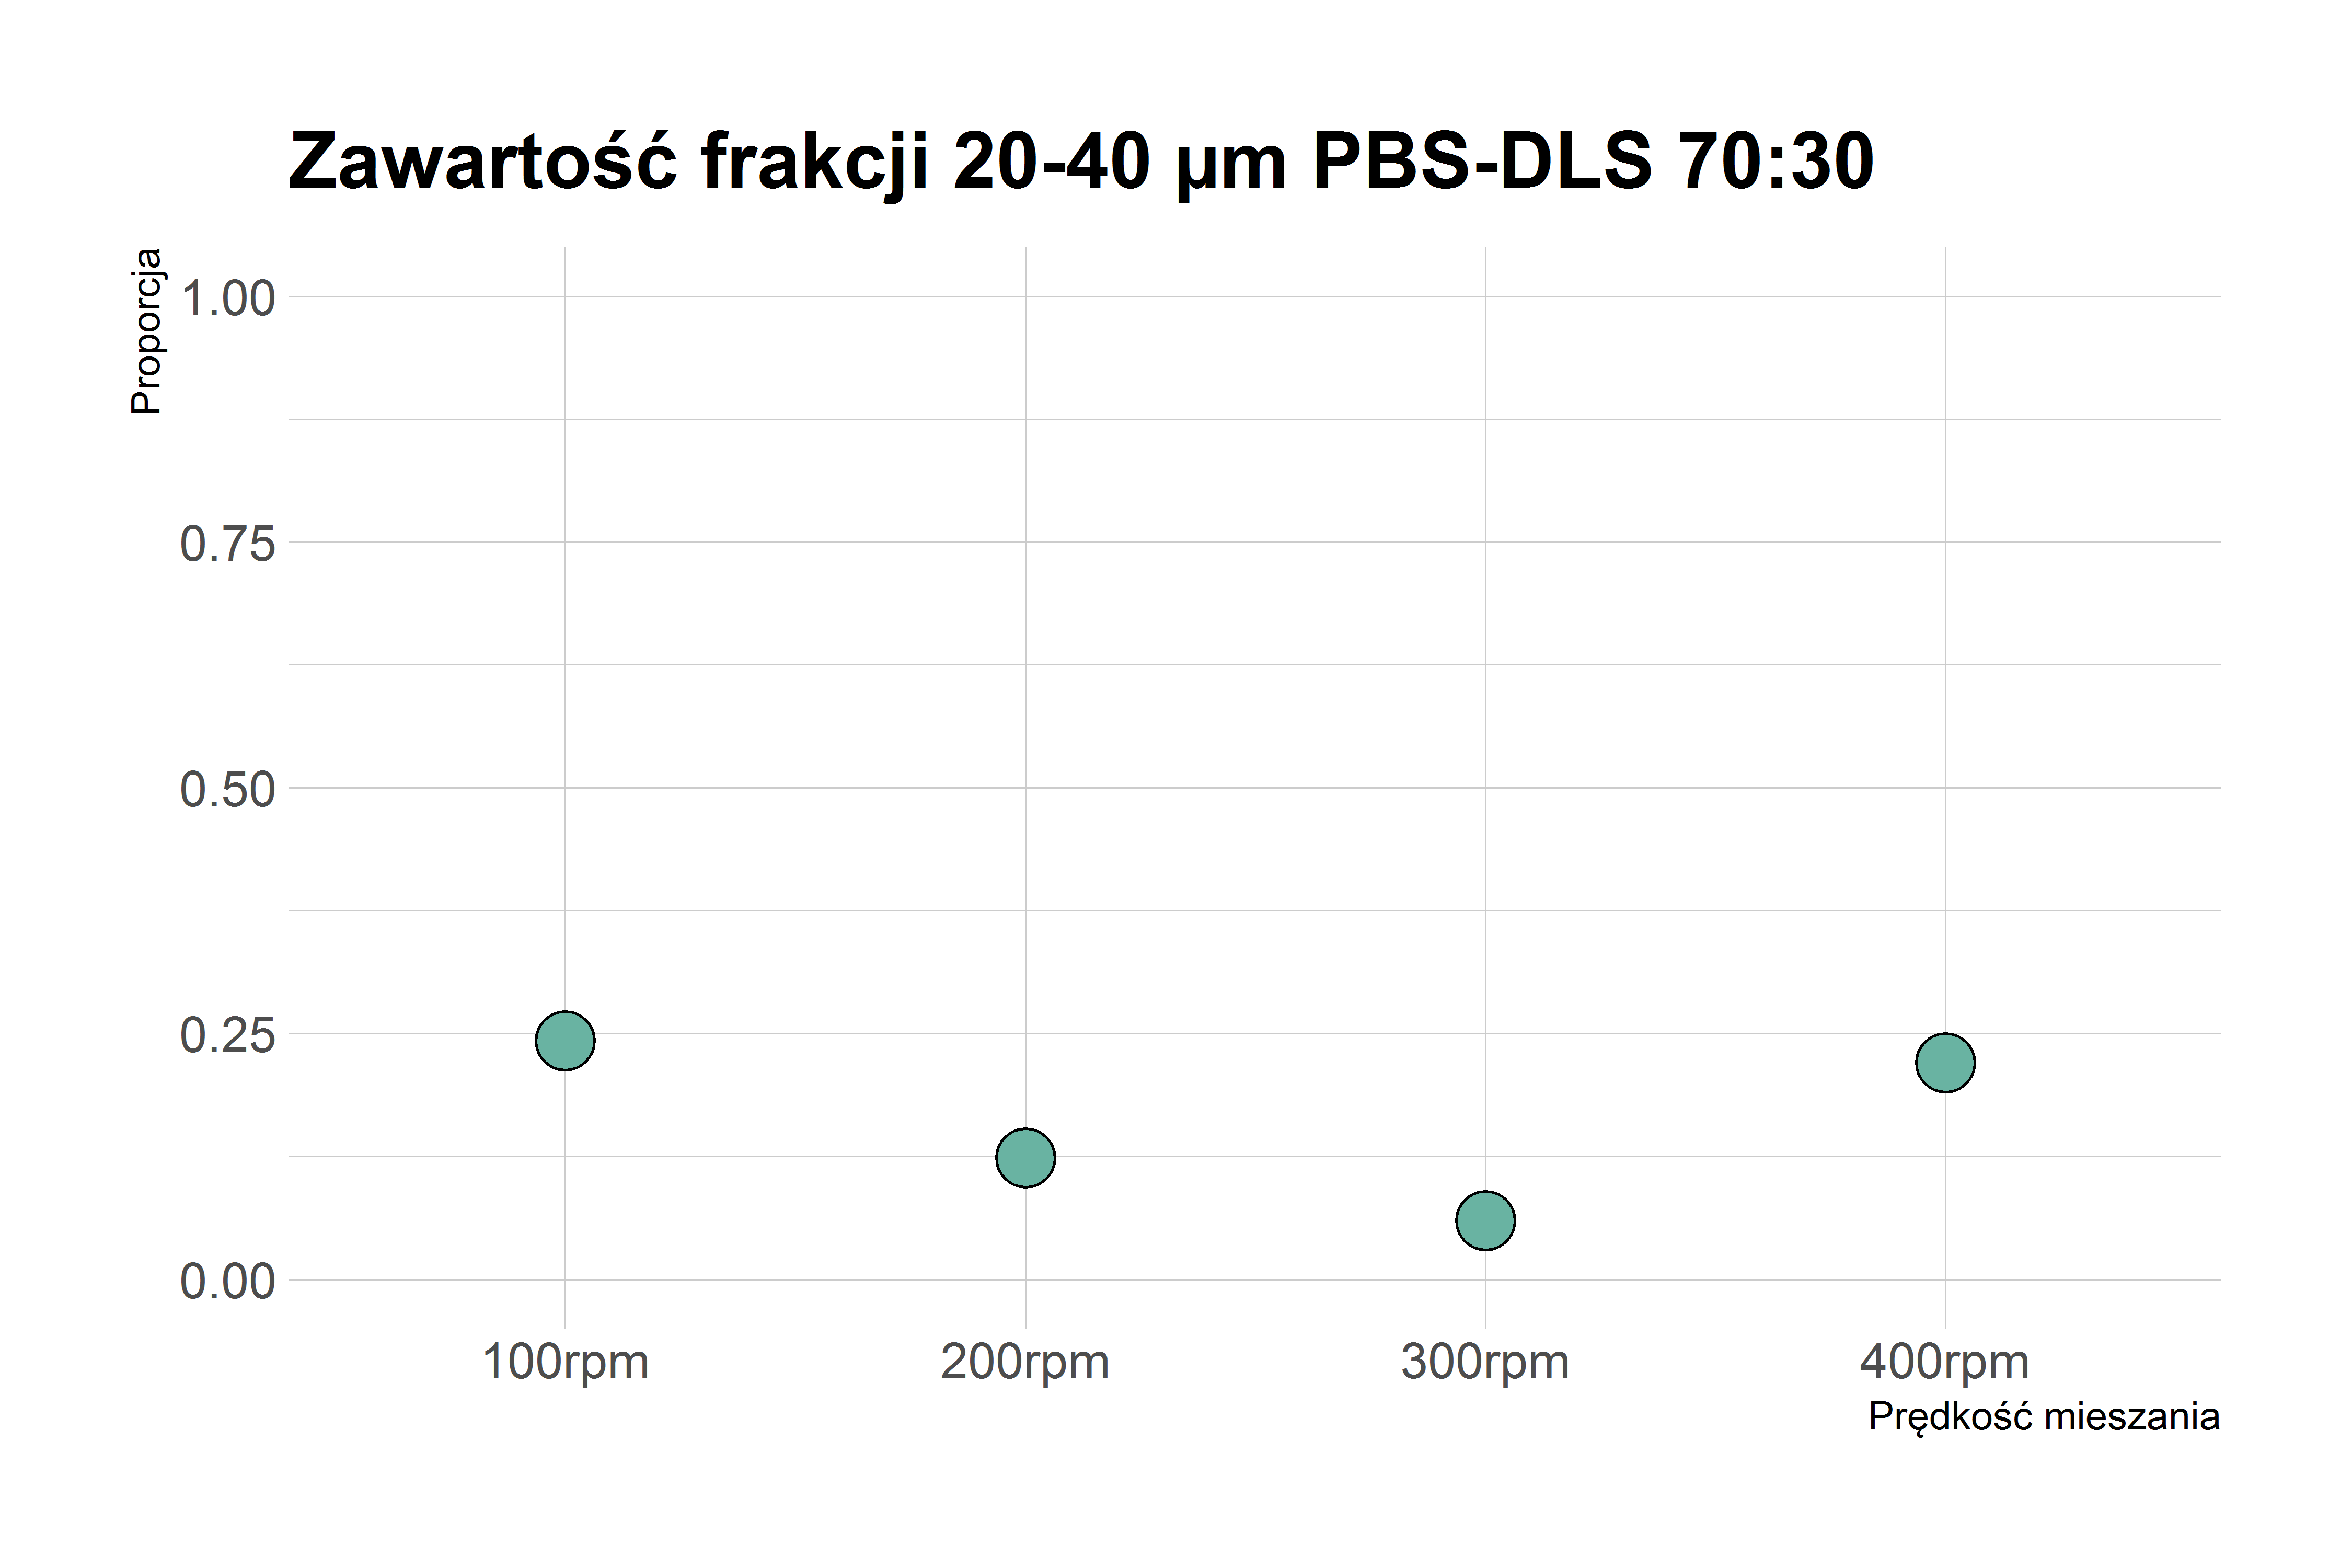 Zawartość frakcji 20-40 µm PBS-DLS 70:30
Proporcja
1.00
0.75
0.50
0.25
0.00
100rpm 200rpm 300rpm 400rpm
Prędkość mieszania